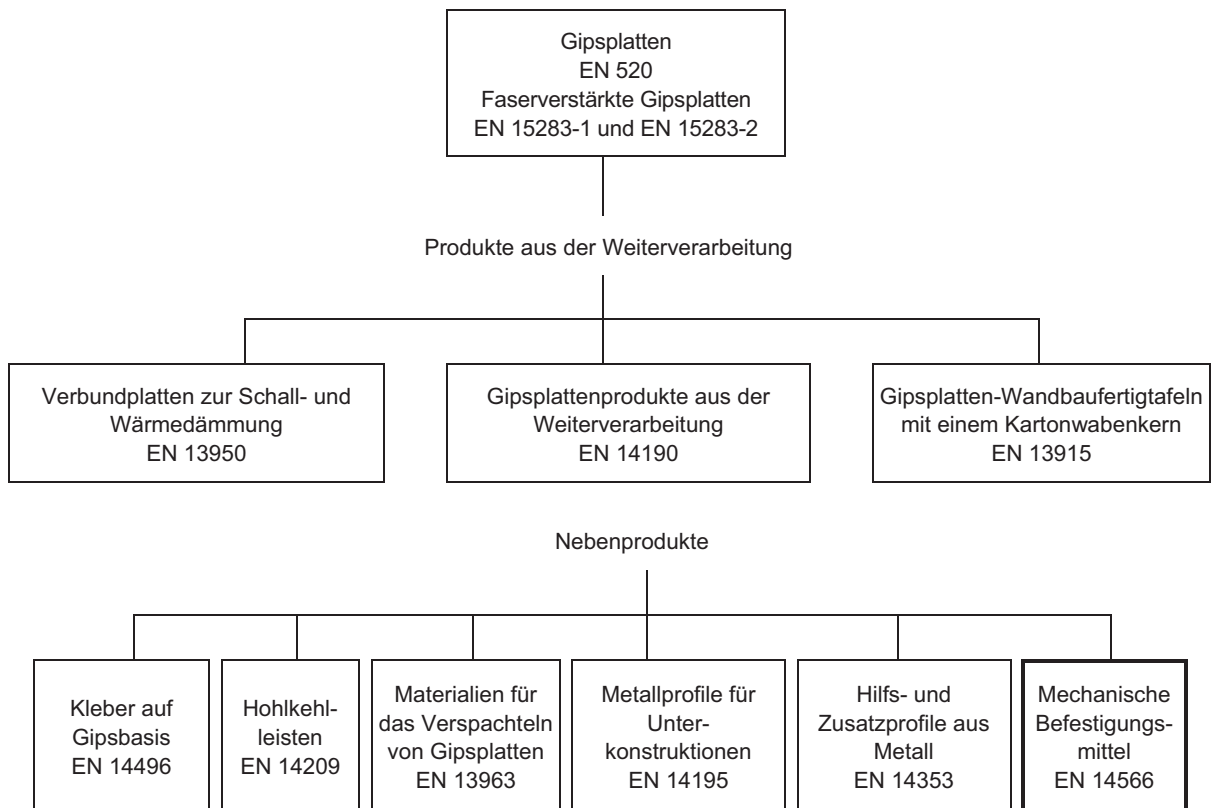 Gipsplatten
EN 520
Faserverstärkte Gipsplatten
EN 15283-1 und EN 15283-2
Produkte aus der Weiterverarbeitung
Verbundplatten zur Schall- und
Wärmedämmung
EN 13950
Gipsplattenprodukte aus der
Weiterverarbeitung
EN 14190
Gipsplatten-Wandbaufertigtafeln
mit einem Kartonwabenkern
EN 13915
Nebenprodukte
Kleber auf
Gipsbasis
EN 14496
Hohlkehl-
leisten
EN 14209
Materialien für
das Verspachteln
von Gipsplatten
EN 13963
Metallprofile für
Unter-
konstruktionen
EN 14195
Hilfs- und
Zusatzprofile aus
Metall
EN 14353
Mechanische
Befestigungs-
mittel
EN 14566